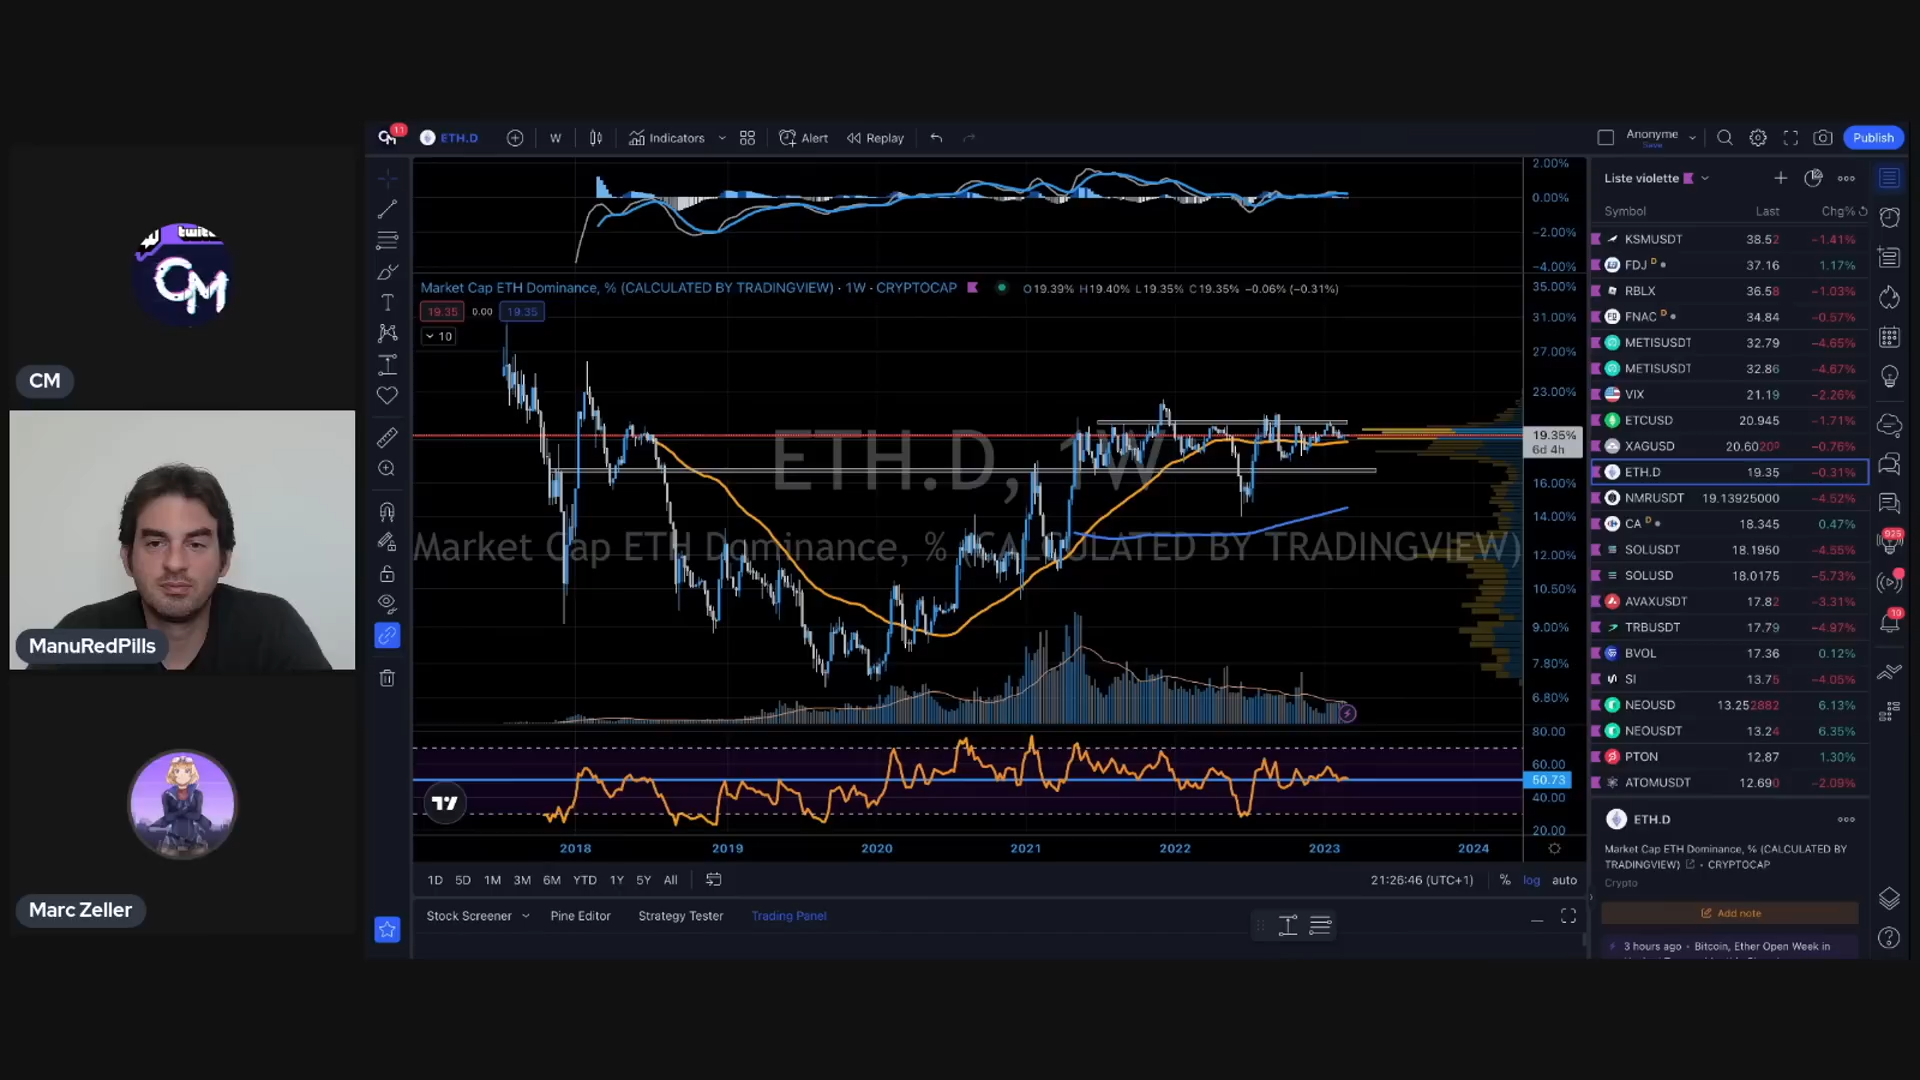 twitc
CM
CM
ManuRedPills
Marc Zeller
CM 11
ETH.D
W
Indicators
Alert
Replay
Anonyme
Save
Publish
2.00%
0.00%
-2.00%
-4.00%
Market Cap ETH Dominance, % (CALCULATED BY TRADINGVIEW) · 1W · CRYPTOCAP
O19.39% H19.40% L19.35% C19.35% -0.06% (-0.31%)
19.35 0.00 19.35
10
ETH.D, 1W
Market Cap ETH Dominance, % (CALCULATED BY TRADINGVIEW)
35.00%
31.00%
27.00%
23.00%
19.35%
6d 4h
16.00%
14.00%
12.00%
10.50%
9.00%
7.80%
6.80%
80.00
60.00
50.73
40.00
20.00
2018 2019 2020 2021 2022 2023 2024
1D 5D 1M 3M 6M YTD 1Y 5Y All
21:26:46 (UTC+1) % log auto
Stock Screener Pine Editor Strategy Tester Trading Panel
Liste violette
Symbol Last Chg%
KSMUSDT 38.52 -1.41%
FDJ D 37.16 1.17%
RBLX 36.58 -1.03%
FNAC D 34.84 -0.57%
METISUSDT 32.79 -4.65%
METISUSDT 32.86 -4.67%
VIX 21.19 -2.26%
ETCUSD 20.945 -1.71%
XAGUSD 20.6020⁹ -0.76%
ETH.D 19.35 -0.31%
NMRUSDT 19.13925000 -4.52%
CA D 18.345 0.47%
SOLUSDT 18.1950 -4.55%
SOLUSD 18.0175 -5.73%
AVAXUSDT 17.82 -3.31%
TRBUSDT 17.79 -4.97%
BVOL 17.36 0.12%
SI 13.75 -4.05%
NEOUSD 13.252882 6.13%
NEOUSDT 13.24 6.35%
PTON 12.87 1.30%
ATOMUSDT 12.690 -2.09%
ETH.D
Market Cap ETH Dominance, % (CALCULATED BY
TRADINGVIEW) · CRYPTOCAP
Crypto
Add note
3 hours ago · Bitcoin, Ether Open Week in
925
19